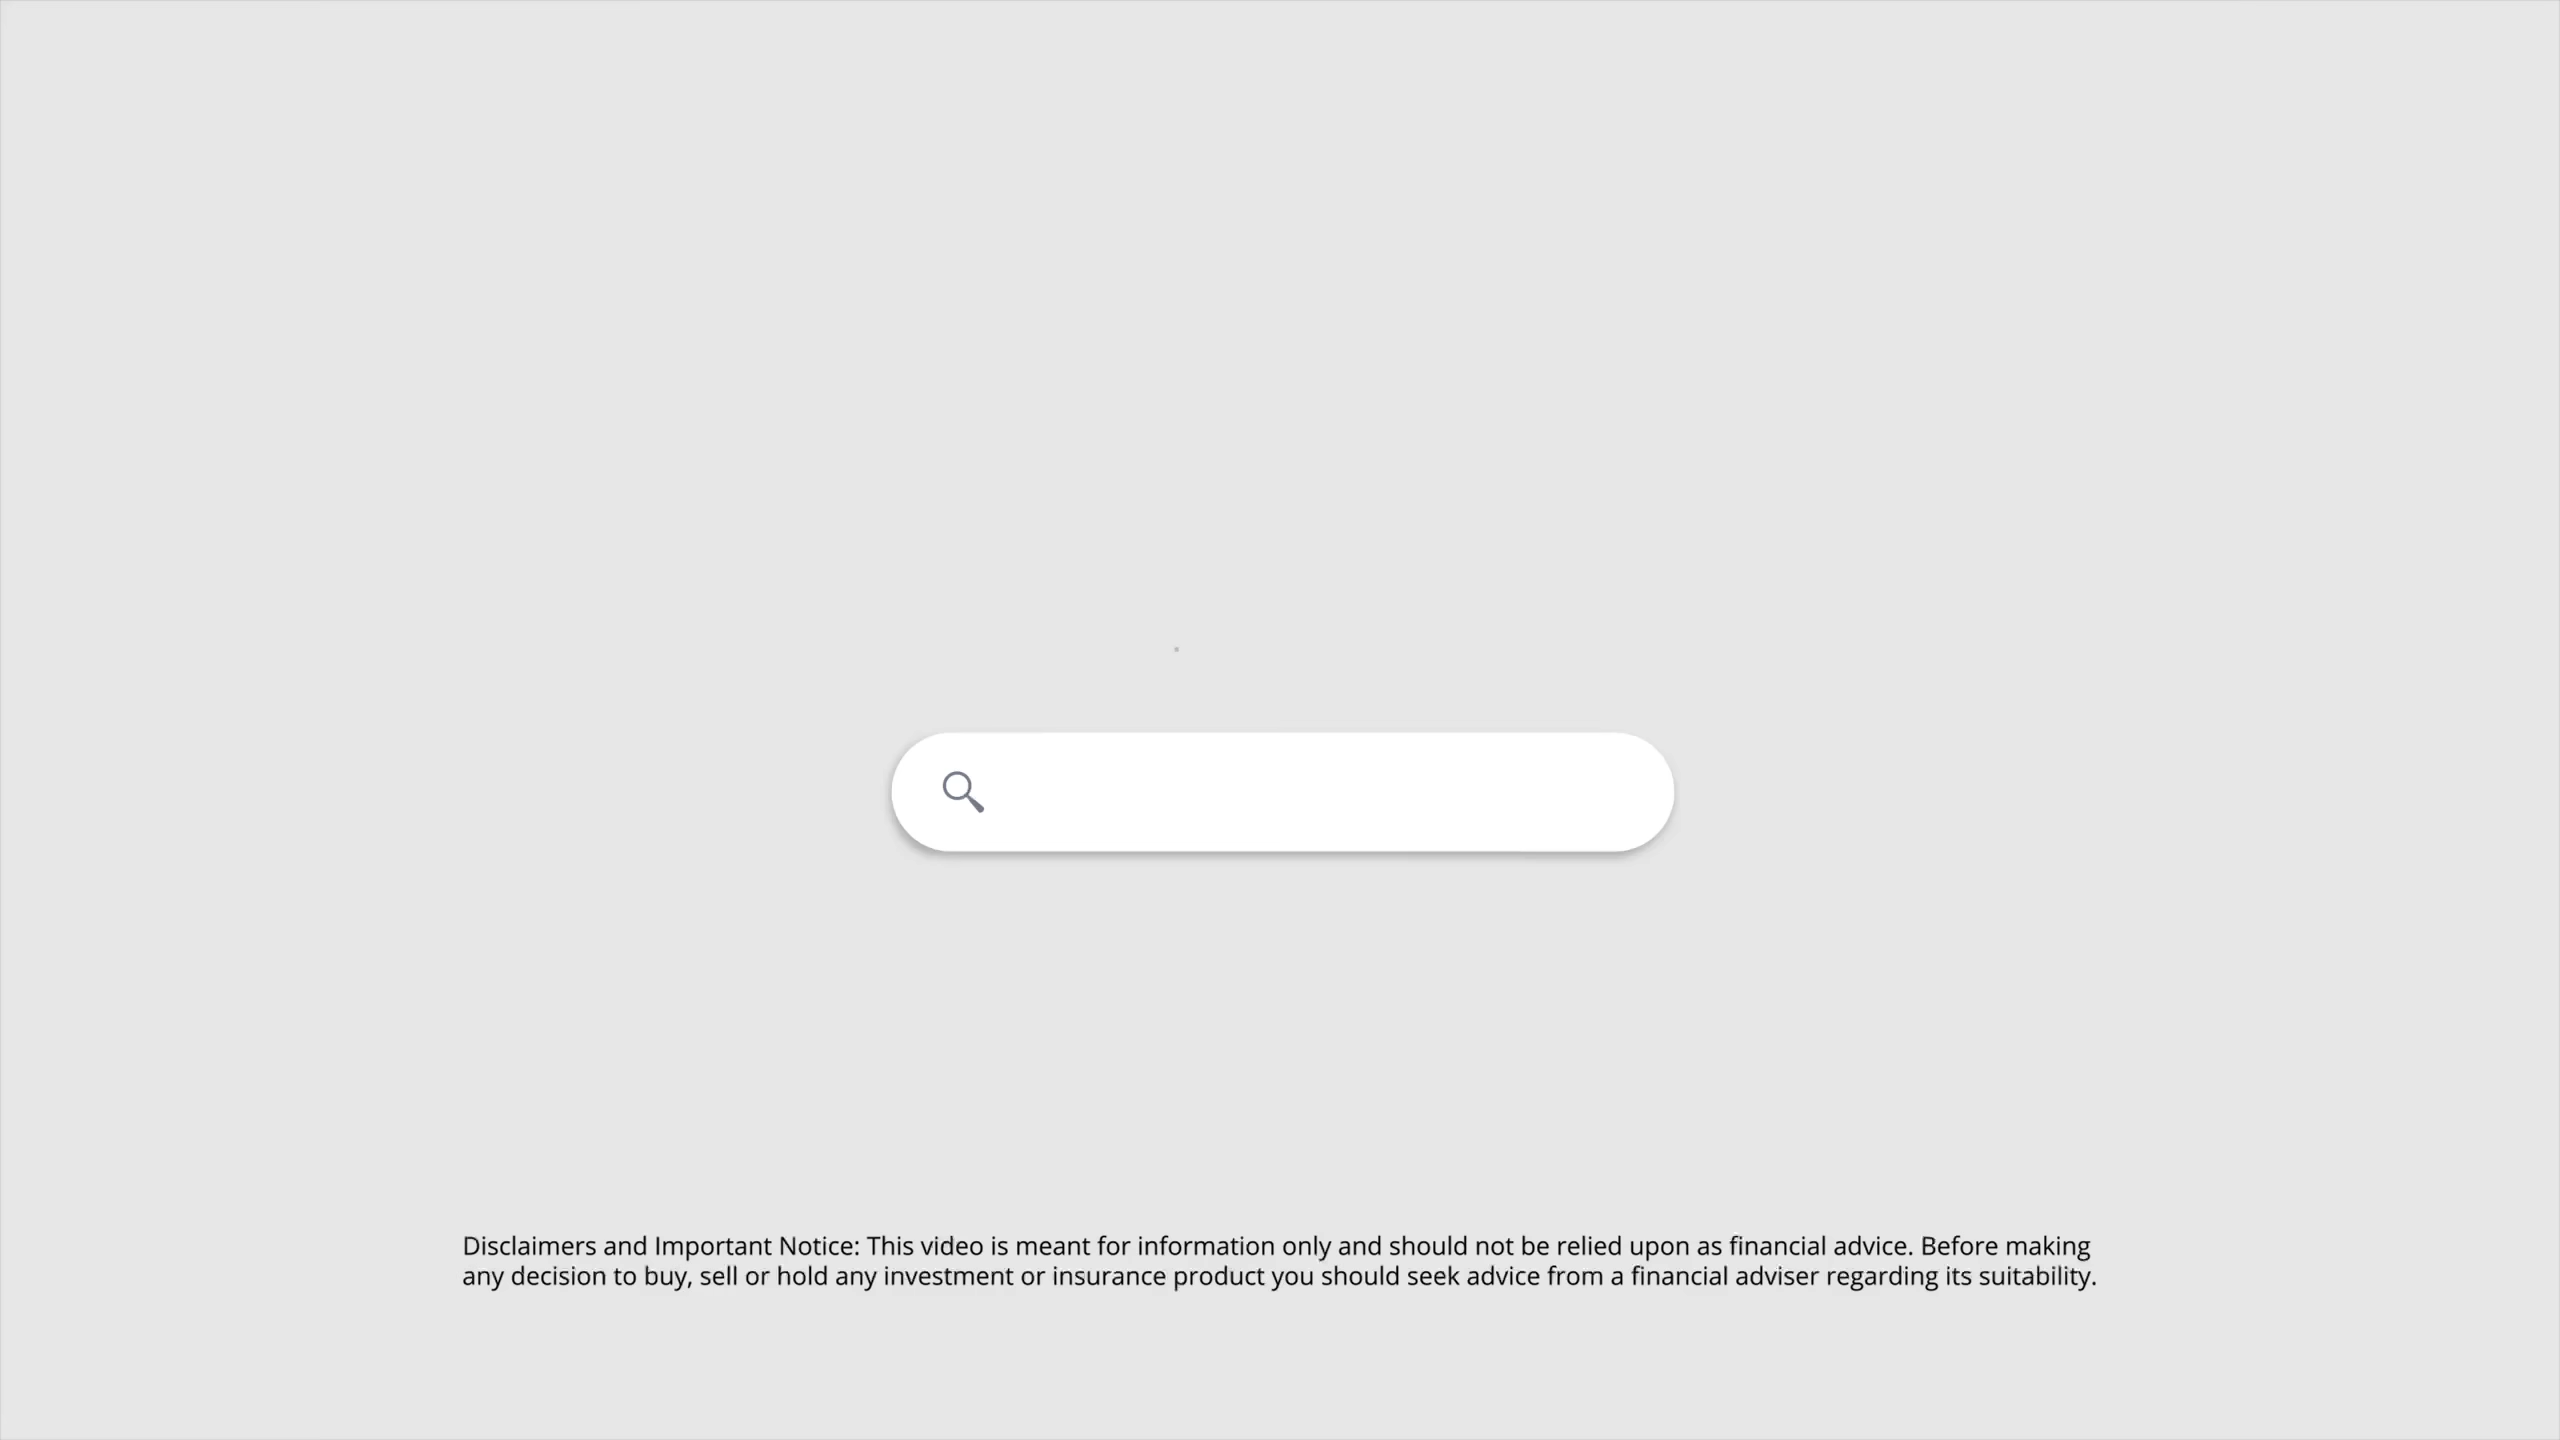 Disclaimers and Important Notice: This video is meant for information only and should not be relied upon as financial advice. Before making
any decision to buy, sell or hold any investment or insurance product you should seek advice from a financial adviser regarding its suitability.